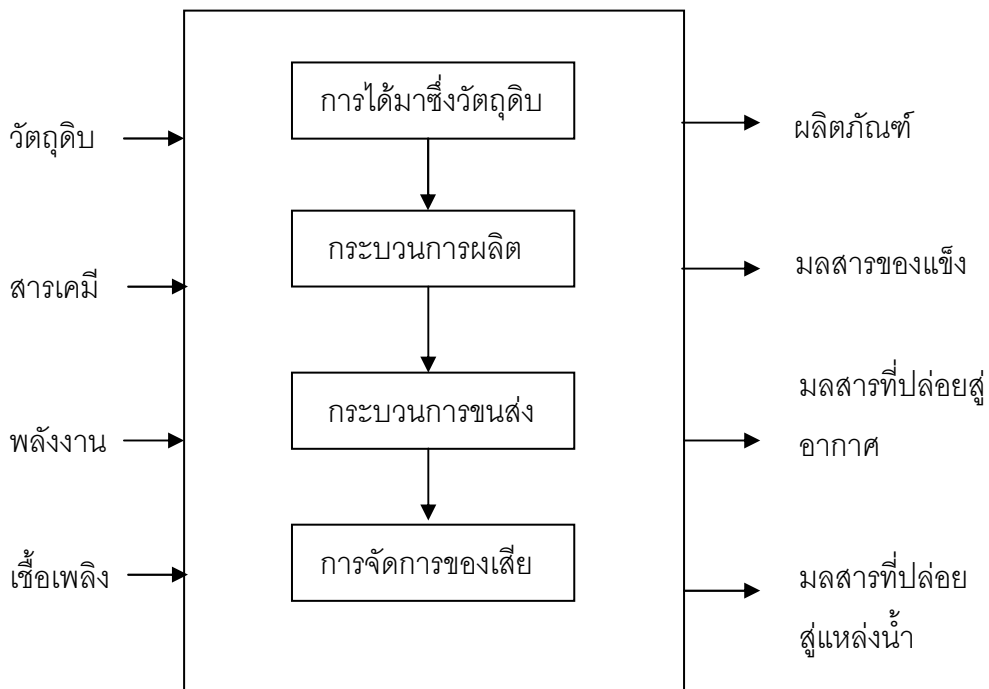 วัตถุดิบ
สารเคมี
พลังงาน
เชื้อเพลิง
การได้มาซึ่งวัตถุดิบ
กระบวนการผลิต
กระบวนการขนส่ง
การจัดการของเสีย
ผลิตภัณฑ์
มลสารของแข็ง
มลสารที่ปล่อยสู่
อากาศ
มลสารที่ปล่อย
สู่แหล่งน้ำ